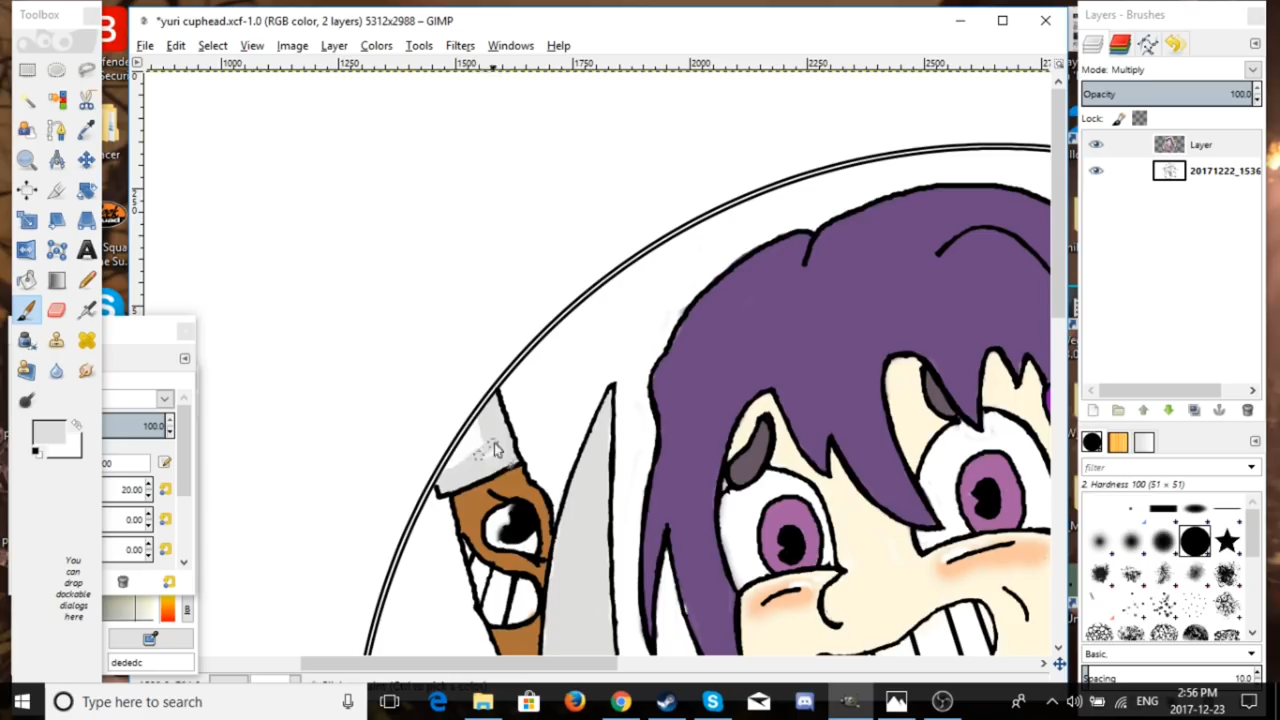 Toolbox
*yuri cuphead.xcf-1.0 (RGB color, 2 layers) 5312x2988 – GIMP
Layers - Brushes
File Edit Select View Image Layer Colors Tools Filters Windows Help
1000 1250 1500 1750 2000 2250 2500
Mode: Multiply
Opacity 100.0
Lock:
Layer
20171222_1536
100.0
20.00
0.00
0.00
filter
2. Hardness 100 (51 × 51)
You
can
drop
dockable
dialogs
here
dededc
Basic,
Spacing 10.0
Type here to search
ENG
2:56 PM
2017-12-23